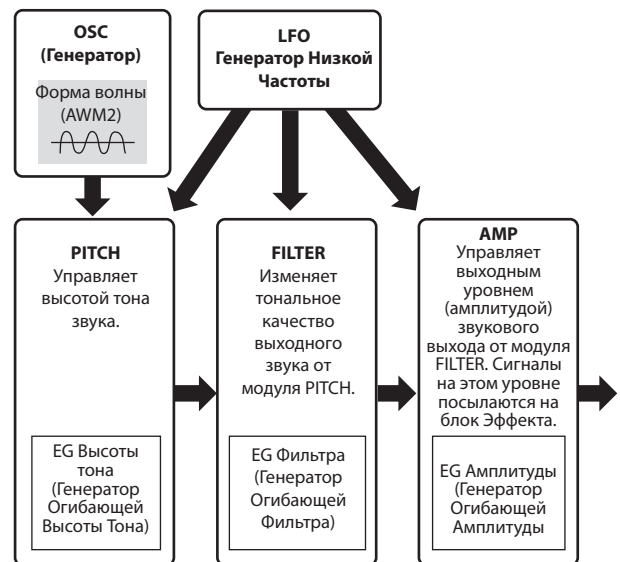 OSC
(Генератор)
Форма волны
(AWM2)
LFO
Генератор Низкой
Частоты
PITCH
Управляет
высотой тона
звука.
EG Высоты
тона
(Генератор
Огибающей
Высоты Тона)
FILTER
Изменяет
тональное
качество
выходного
звука от
модуля PITCH.
EG Фильтра
(Генератор
Огибающей
Фильтра)
AMP
Управляет
выходным
уровнем
(амплитудой)
звукового
выхода от модуля
FILTER. Сигналы
на этом уровне
посылаются на
блок Эффекта.
EG Амплитуды
(Генератор
Огибающей
Амплитуды